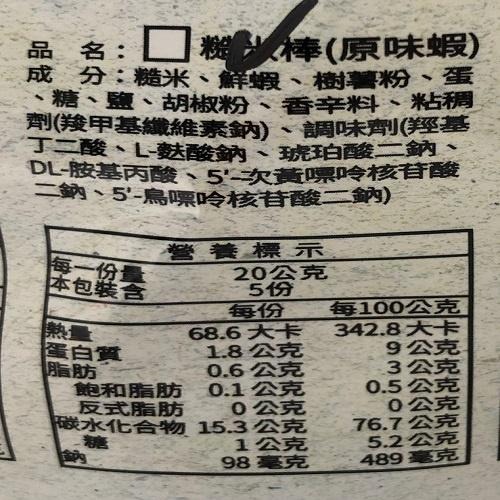 品 名：□糙米棒(原味蝦)
成 分：糙米、鮮蝦、樹薯粉、蛋
、糖、鹽、胡椒粉、香辛料、粘稠
劑(羧甲基纖維素鈉)、調味劑(羥基
丁二酸、L-麩酸鈉、琥珀酸二鈉、
DL-胺基丙酸、5'-次黃嘌呤核苷酸
二鈉、5'-鳥嘌呤核苷酸二鈉)
營養標示
每一份量 20公克
本包裝含 5份
每份 每100公克
熱量 68.6 大卡 342.8 大卡
蛋白質 1.8 公克 9 公克
脂肪 0.6 公克 3 公克
飽和脂肪 0.1 公克 0.5 公克
反式脂肪 0 公克 0 公克
碳水化合物 15.3 公克 76.7 公克
糖 1 公克 5.2 公克
鈉 98 毫克 489 毫克